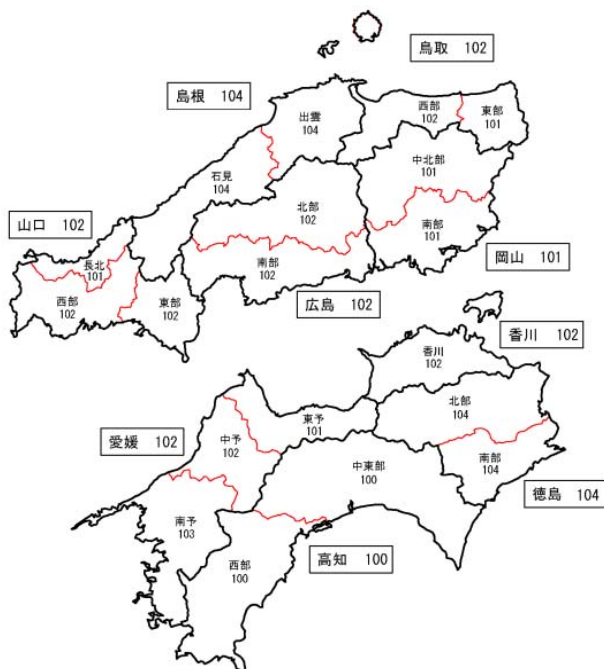 鳥取 102
島根 104
西部
102
東部
101
出雲
104
中北部
101
石見
104
北部
102
山口 102
南部
101
長北
101
南部
102
岡山 101
西部
102
東部
102
広島 102
香川 102
香川
102
北部
104
東予
101
愛媛 102
中予
102
中東部
100
南部
104
徳島 104
南予
103
高知 100
西部
100